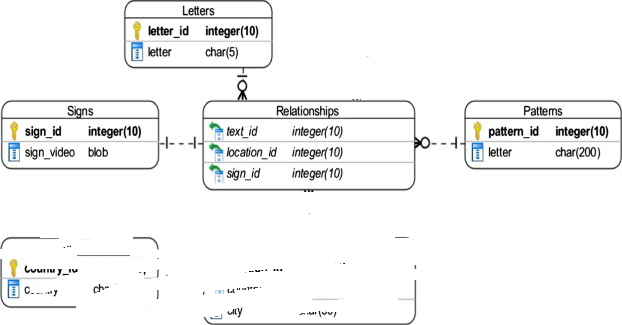 Letters
letter_id integer(10)
letter char(5)
Signs
sign_id integer(10)
sign_video blob
Relationships
text_id integer(10)
location_id integer(10)
sign_id integer(10)
Patterns
pattern_id integer(10)
letter char(200)
country_id
city